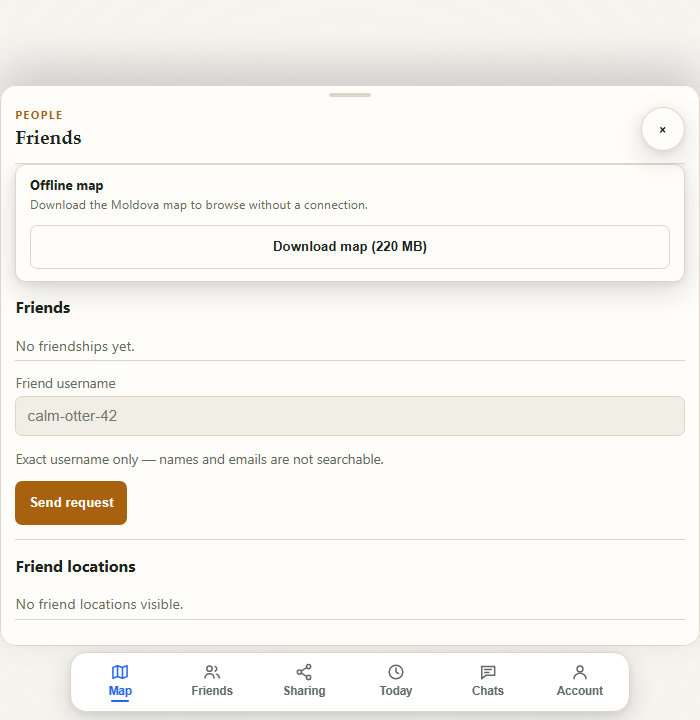 PEOPLE
Friends
×
Offline map
Download the Moldova map to browse without a connection.
Download map (220 MB)
Friends
No friendships yet.
Friend username
calm-otter-42
Exact username only — names and emails are not searchable.
Send request
Friend locations
No friend locations visible.
Map Friends Sharing Today Chats Account